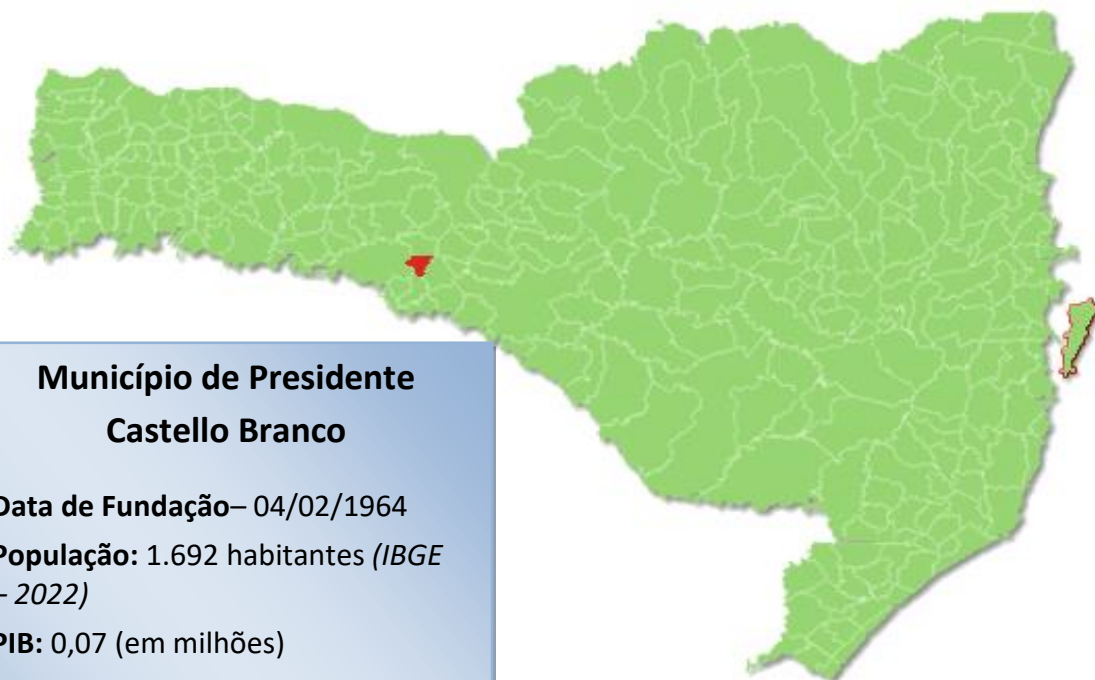 Município de Presidente
Castello Branco
Data de Fundação– 04/02/1964
População: 1.692 habitantes (IBGE
- 2022)
PIB: 0,07 (em milhões)